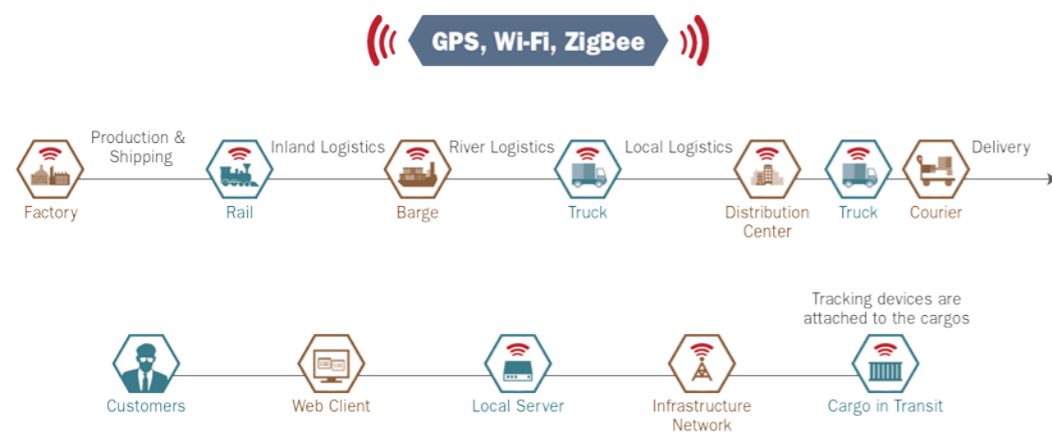 GPS, Wi-Fi, ZigBee
Production &
Shipping
Inland Logistics
River Logistics
Local Logistics
Delivery
Factory
Rail
Barge
Truck
Distribution
Center
Truck
Courier
Tracking devices are
attached to the cargos
Customers
Web Client
Local Server
Infrastructure
Network
Cargo in Transit